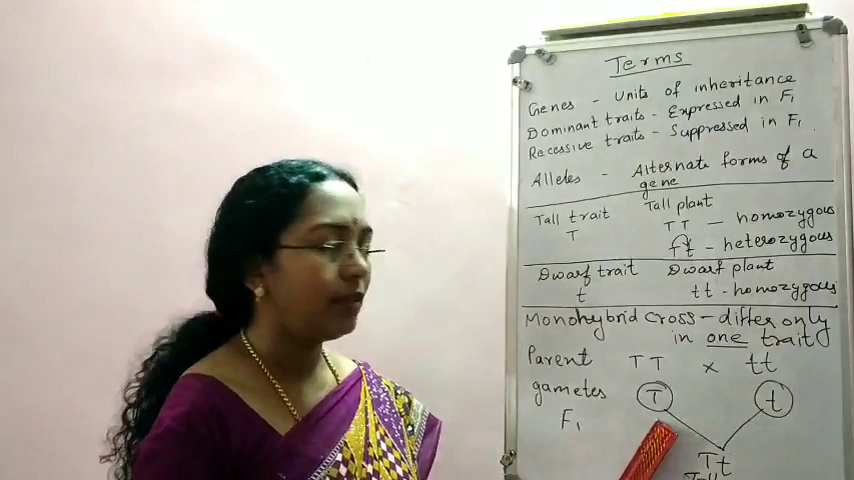 Terms
Genes - Units of inheritance
Dominant traits - Expressed in F1
Recessive traits - Suppressed in F1
Alleles - Alternate forms of a
gene
Tall trait Tall plant
T TT - homozygous
Tt - heterozygous
Dwarf trait Dwarf plant
t tt - homozygous
Monohybrid cross - differ only
in one trait
Parent TT x tt
gametes T t
F1
Tt
Tall